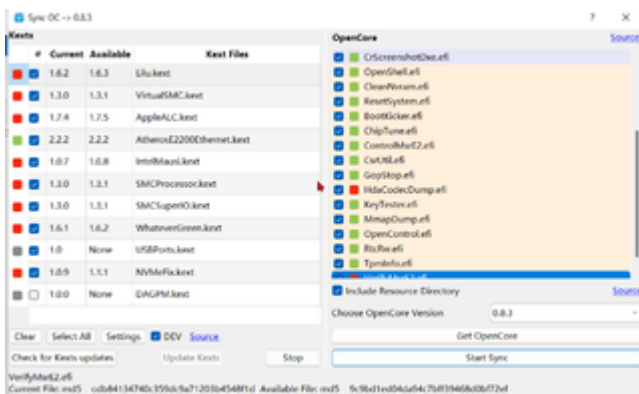 Sync OC -> 0.8.3
Kexts
# Current Available Kext Files
1.6.2 1.6.3 Lilu.kext
1.3.0 1.3.1 VirtualSMC.kext
1.7.4 1.7.5 AppleALC.kext
2.2.2 2.2.2 AtherosE2200Ethernet.kext
1.0.7 1.0.8 IntelMausi.kext
1.3.0 1.3.1 SMCProcessor.kext
1.3.0 1.3.1 SMCSuperIO.kext
1.6.1 1.6.2 WhateverGreen.kext
1.0 None USBPorts.kext
1.0.9 1.1.1 NVMeFix.kext
1.0.0 None DAGPM.kext
Clear Select All Settings DEV Source
Check for Kexts updates Update Kexts Stop
OpenCore Source
CrScreenshotDxe.efi
OpenShell.efi
CleanNvram.efi
ResetSystem.efi
BootKicker.efi
ChipTune.efi
ControlMsrE2.efi
CsrUtil.efi
GopStop.efi
HdaCodecDump.efi
KeyTester.efi
MmapDump.efi
OpenControl.efi
RtcRw.efi
TpmInfo.efi
VerifyMsrE2.efi
Include Resource Directory Source
Choose OpenCore Version 0.8.3
Get OpenCore
Start Sync
VerifyMsrE2.efi
Current File: md5 Available File: md5